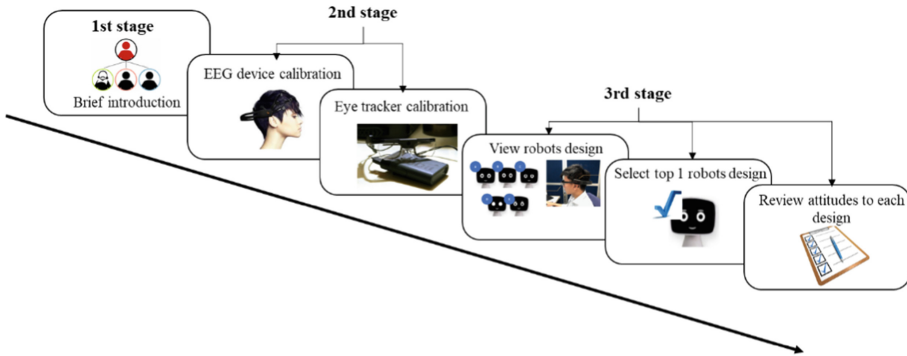 1st stage
Brief introduction
2nd stage
EEG device calibration
Eye tracker calibration
3rd stage
View robots design
Select top 1 robots design
Review attitudes to each
design